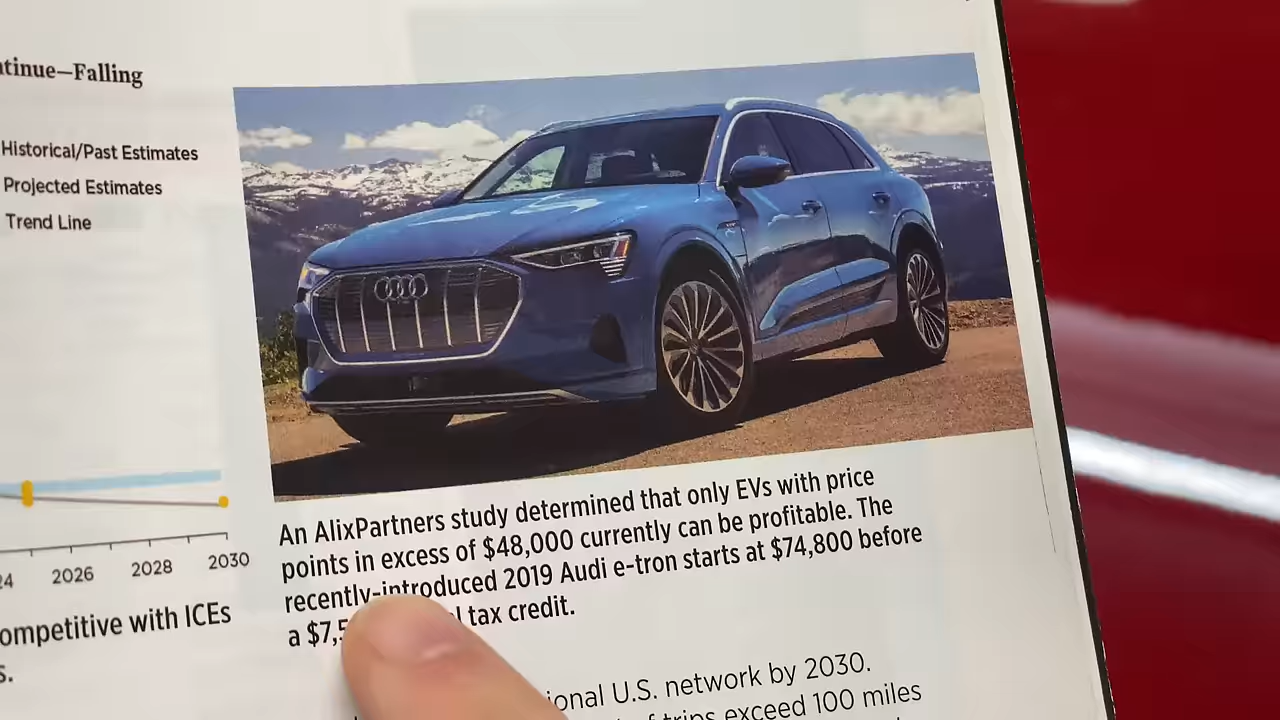 tinue—Falling
Historical/Past Estimates
Projected Estimates
Trend Line
24
2026
2028
2030
ompetitive with ICEs
s.
An AlixPartners study determined that only EVs with price
points in excess of $48,000 currently can be profitable. The
recently-introduced 2019 Audi e-tron starts at $74,800 before
a $7,5 l tax credit.
ional U.S. network by 2030.
trips exceed 100 miles